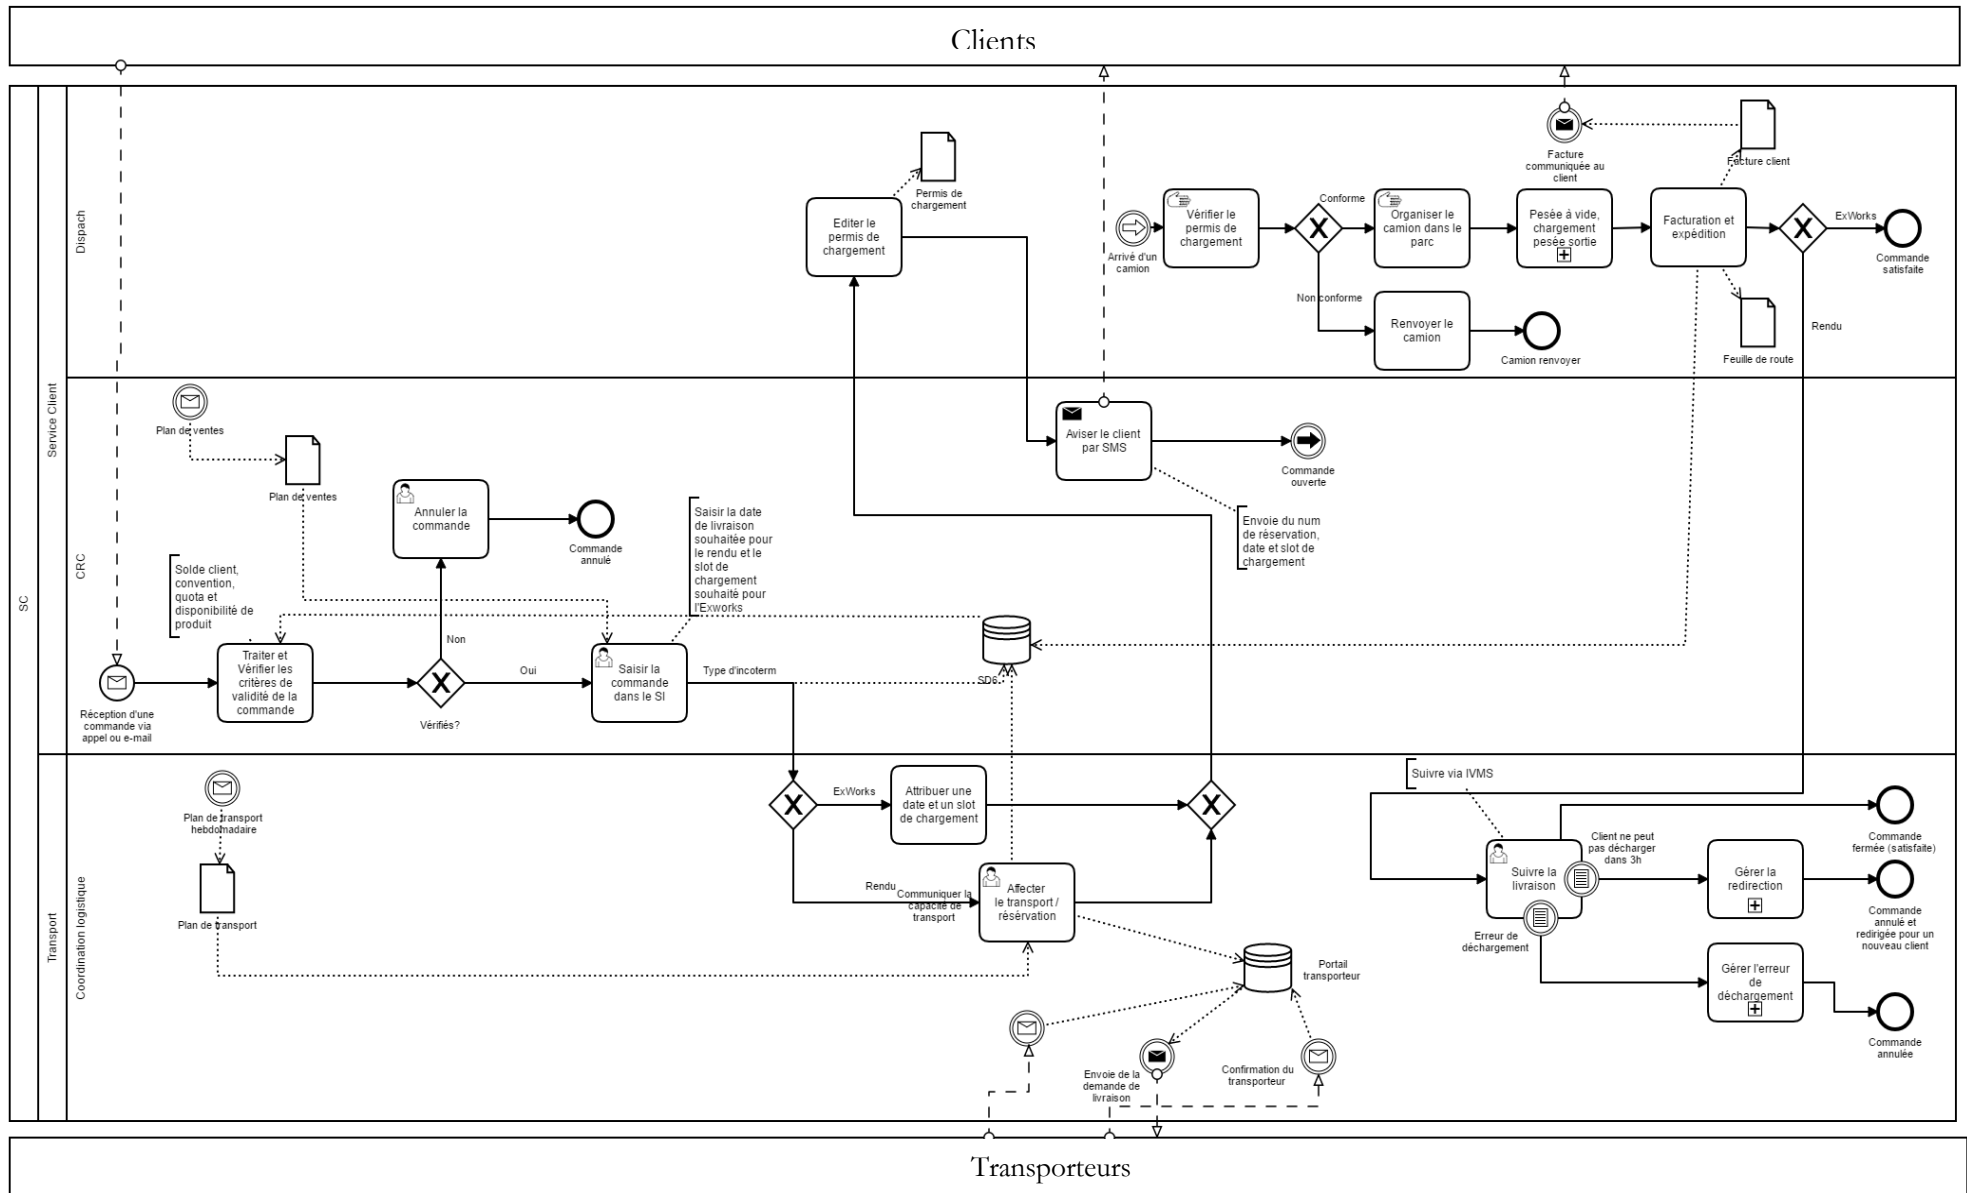 Clients
SC
Service Client
Dispach
Permis de
chargement
Editer le
permis de
chargement
Arrivé d'un
camion
Vérifier le
permis de
chargement
Conforme
Non conforme
Organiser le
camion dans le
parc
Renvoyer le
camion
Camion renvoyer
Pesée à vide,
chargement
pesée sortie
Facture
communiquée au
client
Facture client
Facturation et
expédition
Feuille de route
ExWorks
Commande
satisfaite
Rendu
CRC
Plan de ventes
Plan de ventes
Solde client,
convention,
quota et
disponibilité de
produit
Réception d'une
commande via
appel ou e-mail
Traiter et
Vérifier les
critères de
validité de la
commande
Annuler la
commande
Commande
annulé
Non
Oui
Vérifiés?
Saisir la
commande
dans le SI
Saisir la date
de livraison
souhaitée pour
le rendu et le
slot de
chargement
souhaité pour
l'Exworks
Type d'incoterm
SD6
Aviser le client
par SMS
Commande
ouverte
Envoie du num
de réservation,
date et slot de
chargement
Transport
Coordination logistique
Plan de transport
hebdomadaire
Plan de transport
ExWorks
Attribuer une
date et un slot
de chargement
Rendu
Communiquer la
capacité de
transport
Affecter
le transport /
résérvation
Portail
transporteur
Envoie de la
demande de
livraison
Confirmation du
transporteur
Suivre via IVMS
Suivre la
livraison
Client ne peut
pas décharger
dans 3h
Erreur de
déchargement
Gérer la
redirection
Gérer l'erreur
de
déchargement
Commande
fermée (satisfaite)
Commande
annulé et
redirigée pour un
nouveau client
Commande
annulée
Transporteurs